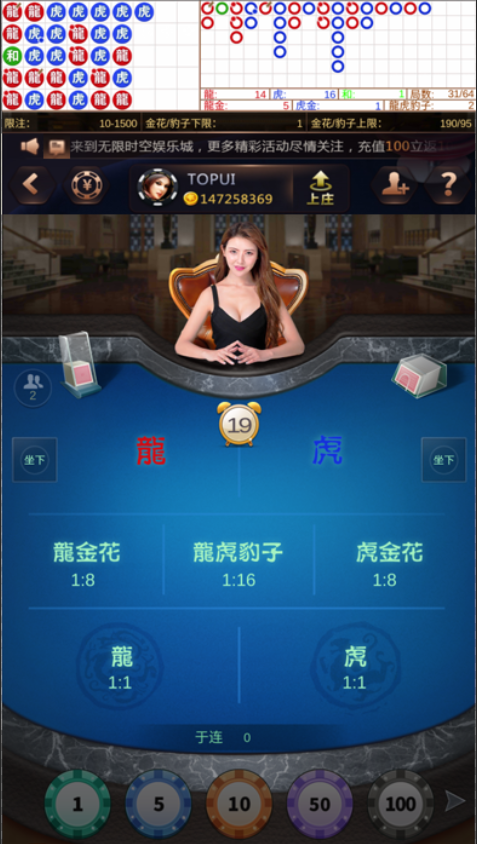 龍 龍 虎 虎 虎 虎
龍 虎 虎 龍 虎
和 虎 虎 龍 虎
龍 龍 龍 虎 虎
龍 虎 虎 龍 龍
龍: 14 虎: 16 和: 1 局数: 31/64
龍金: 5 虎金: 1 龍虎豹子: 2
限注: 10-1500 金花/豹子下限: 1 金花/豹子上限: 190/95
来到无限时空娱乐城,更多精彩活动尽情关注,充值100立返
TOPUI
147258369
上庄
?
2
19
坐下 龍 虎 坐下
龍金花 龍虎豹子 虎金花
1:8 1:16 1:8
龍 虎
1:1 1:1
于连 0
1 5 10 50 100